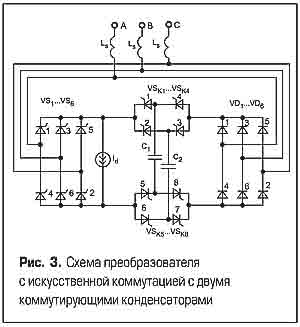 A B C
Ls Ls Ls
VS1...VS6 VSK1...VSK4 VD1...VD6
1 4
1 3 5 2 3 1 3 5
C1 C2
Id
5 8
4 6 2 6 7 4 6 2
VSK5...VSK8
Рис. 3. Схема преобразователя
с искусственной коммутацией с двумя
коммутирующими конденсаторами